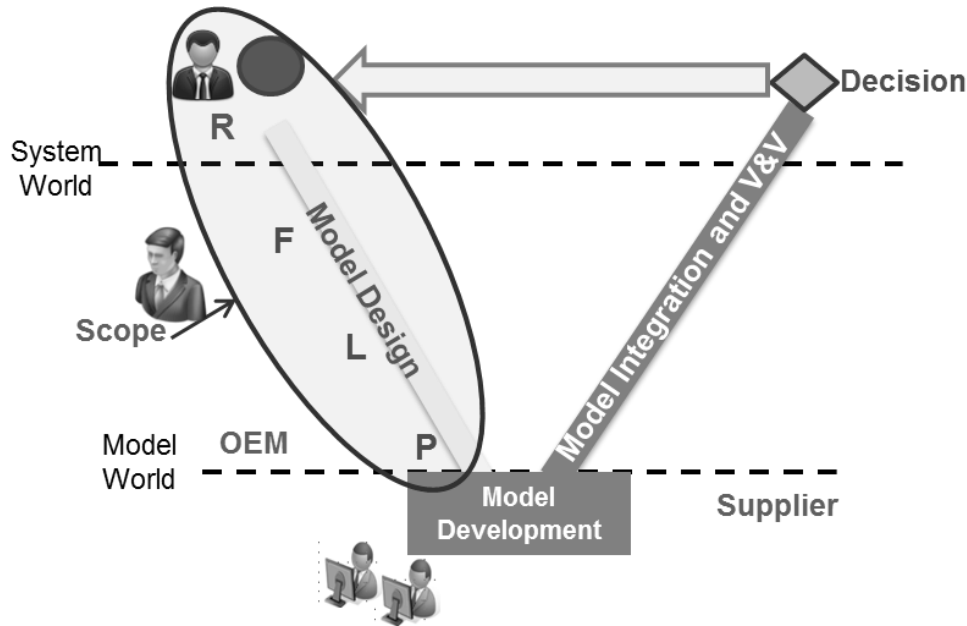 Decision
R
System
World
Model Integration and V&V
Model Design
F
Scope
L
Model
World
OEM
P
Model
Development
Supplier